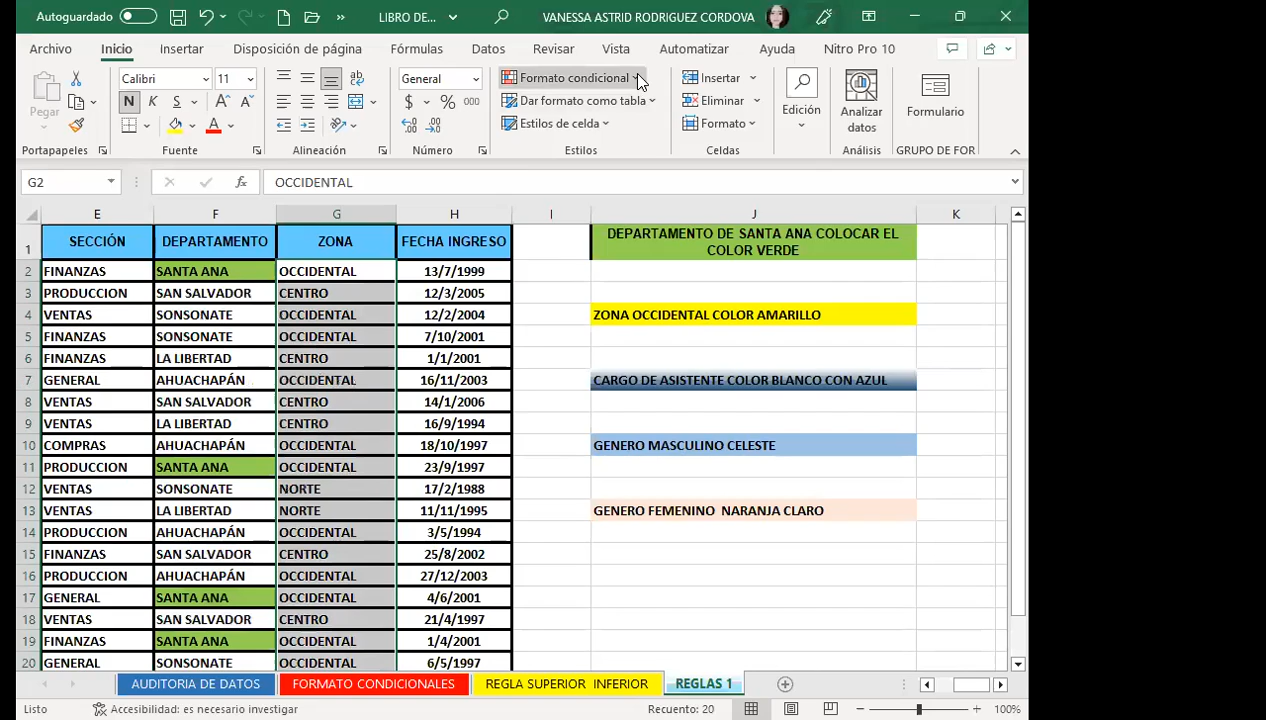 Autoguardado
LIBRO DE...
VANESSA ASTRID RODRIGUEZ CORDOVA
Archivo Inicio Insertar Disposición de página Fórmulas Datos Revisar Vista Automatizar Ayuda Nitro Pro 10
Pegar
Portapapeles
Calibri 11
N K S
Fuente
Alineación
General
$ % 000
Número
Formato condicional
Dar formato como tabla
Estilos de celda
Estilos
Insertar
Eliminar
Formato
Celdas
Edición
Analizar datos
Análisis
Formulario
GRUPO DE FOR
G2 fx OCCIDENTAL
E F G H I J K
1 SECCIÓN DEPARTAMENTO ZONA FECHA INGRESO DEPARTAMENTO DE SANTA ANA COLOCAR EL
COLOR VERDE
2 FINANZAS SANTA ANA OCCIDENTAL 13/7/1999
3 PRODUCCION SAN SALVADOR CENTRO 12/3/2005
4 VENTAS SONSONATE OCCIDENTAL 12/2/2004 ZONA OCCIDENTAL COLOR AMARILLO
5 FINANZAS SONSONATE OCCIDENTAL 7/10/2001
6 FINANZAS LA LIBERTAD CENTRO 1/1/2001
7 GENERAL AHUACHAPÁN OCCIDENTAL 16/11/2003 CARGO DE ASISTENTE COLOR BLANCO CON AZUL
8 VENTAS SAN SALVADOR CENTRO 14/1/2006
9 VENTAS LA LIBERTAD CENTRO 16/9/1994
10 COMPRAS AHUACHAPÁN OCCIDENTAL 18/10/1997 GENERO MASCULINO CELESTE
11 PRODUCCION SANTA ANA OCCIDENTAL 23/9/1997
12 VENTAS SONSONATE NORTE 17/2/1988
13 VENTAS LA LIBERTAD NORTE 11/11/1995 GENERO FEMENINO NARANJA CLARO
14 PRODUCCION AHUACHAPÁN OCCIDENTAL 3/5/1994
15 FINANZAS SAN SALVADOR CENTRO 25/8/2002
16 PRODUCCION AHUACHAPÁN OCCIDENTAL 27/12/2003
17 GENERAL SANTA ANA OCCIDENTAL 4/6/2001
18 VENTAS SAN SALVADOR CENTRO 21/4/1997
19 FINANZAS SANTA ANA OCCIDENTAL 1/4/2001
20 GENERAL SONSONATE OCCIDENTAL 6/5/1997
AUDITORIA DE DATOS FORMATO CONDICIONALES REGLA SUPERIOR INFERIOR REGLAS 1
Listo Accesibilidad: es necesario investigar Recuento: 20 100%